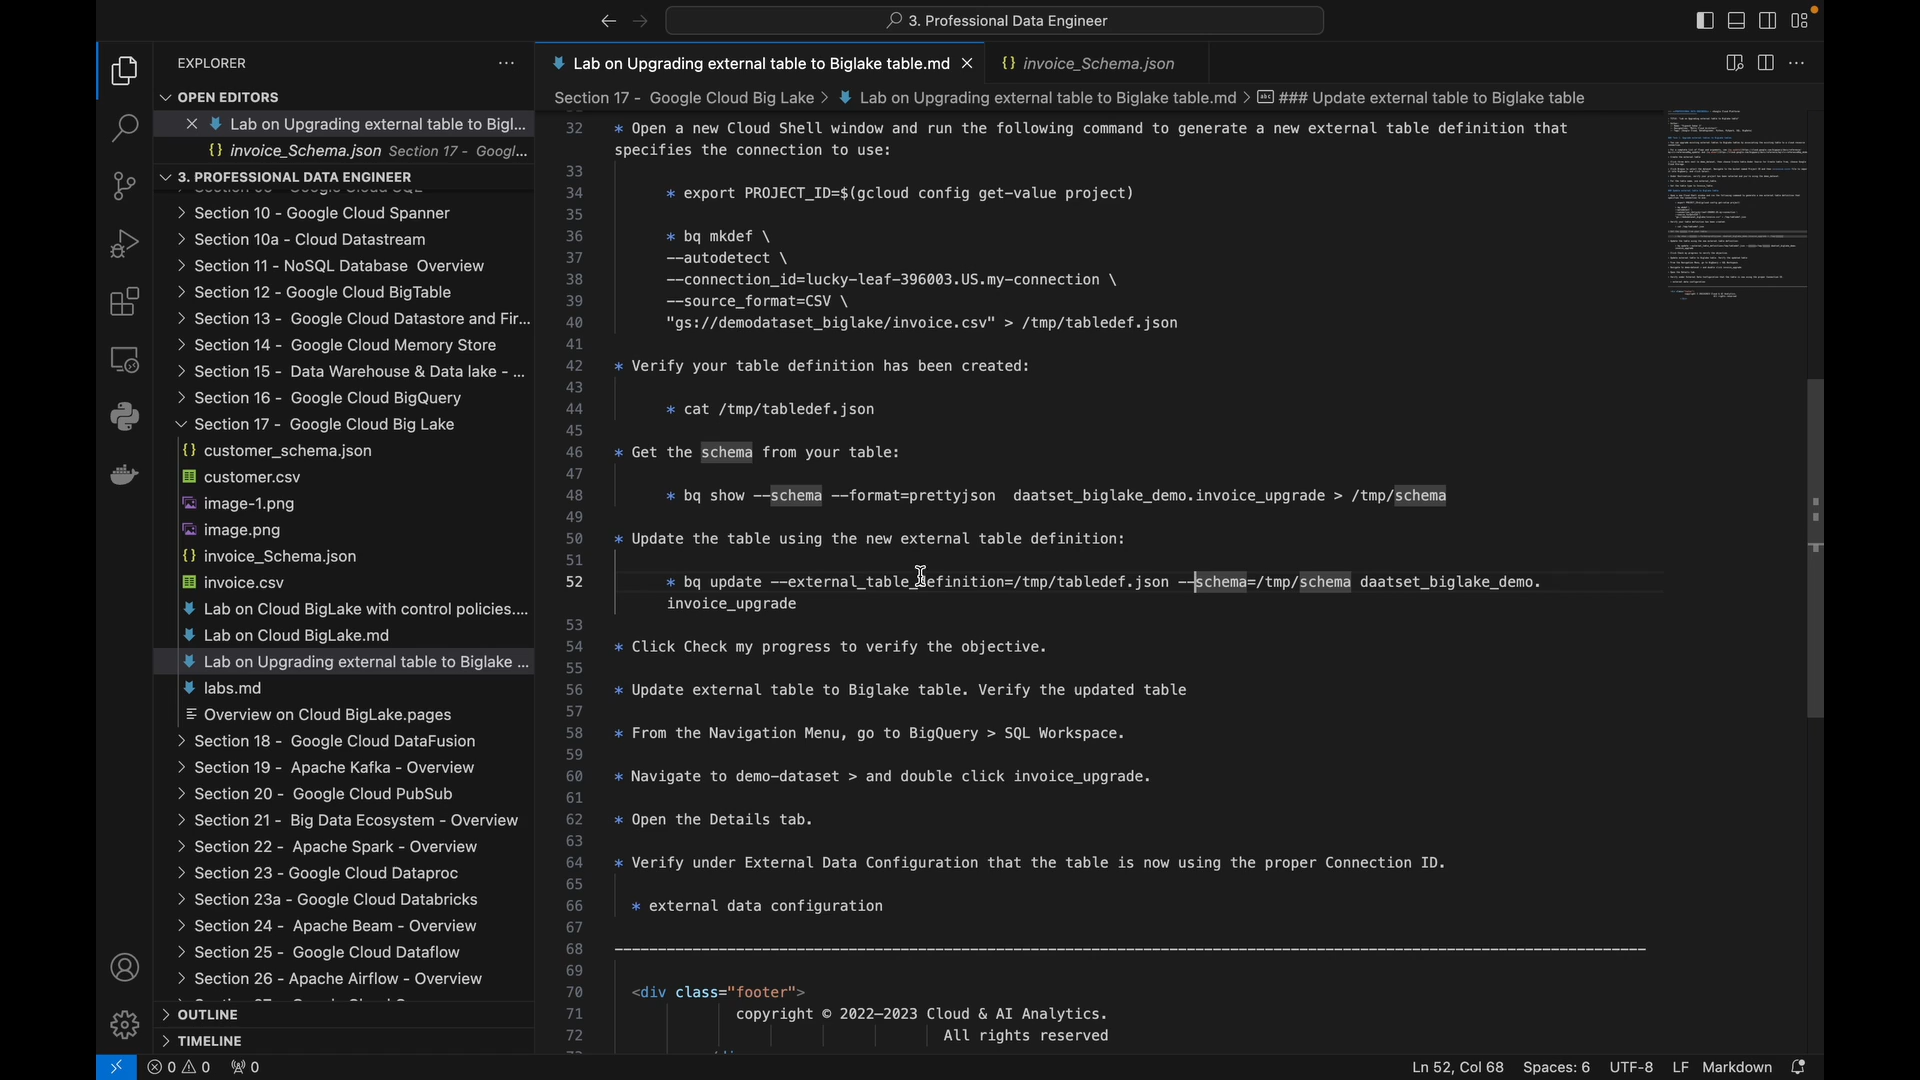 3. Professional Data Engineer
EXPLORER
OPEN EDITORS
Lab on Upgrading external table to Bigl...
invoice_Schema.json Section 17 - Googl...
3. PROFESSIONAL DATA ENGINEER
Section 10 - Google Cloud Spanner
Section 10a - Cloud Datastream
Section 11 - NoSQL Database Overview
Section 12 - Google Cloud BigTable
Section 13 - Google Cloud Datastore and Fir...
Section 14 - Google Cloud Memory Store
Section 15 - Data Warehouse & Data lake - ...
Section 16 - Google Cloud BigQuery
Section 17 - Google Cloud Big Lake
customer_schema.json
customer.csv
image-1.png
image.png
invoice_Schema.json
invoice.csv
Lab on Cloud BigLake with control policies....
Lab on Cloud BigLake.md
Lab on Upgrading external table to Biglake ...
labs.md
Overview on Cloud BigLake.pages
Section 18 - Google Cloud DataFusion
Section 19 - Apache Kafka - Overview
Section 20 - Google Cloud PubSub
Section 21 - Big Data Ecosystem - Overview
Section 22 - Apache Spark - Overview
Section 23 - Google Cloud Dataproc
Section 23a - Google Cloud Databricks
Section 24 - Apache Beam - Overview
Section 25 - Google Cloud Dataflow
Section 26 - Apache Airflow - Overview
OUTLINE
TIMELINE
Lab on Upgrading external table to Biglake table.md
invoice_Schema.json
Section 17 - Google Cloud Big Lake > Lab on Upgrading external table to Biglake table.md > ### Update external table to Biglake table
32 * Open a new Cloud Shell window and run the following command to generate a new external table definition that
specifies the connection to use:
33
34 * export PROJECT_ID=$(gcloud config get-value project)
35
36 * bq mkdef \
37 --autodetect \
38 --connection_id=lucky-leaf-396003.US.my-connection \
39 --source_format=CSV \
40 "gs://demodataset_biglake/invoice.csv" > /tmp/tabledef.json
41
42 * Verify your table definition has been created:
43
44 * cat /tmp/tabledef.json
45
46 * Get the schema from your table:
47
48 * bq show --schema --format=prettyjson  daatset_biglake_demo.invoice_upgrade > /tmp/schema
49
50 * Update the table using the new external table definition:
51
52 * bq update --external_table_definition=/tmp/tabledef.json --schema=/tmp/schema daatset_biglake_demo.
invoice_upgrade
53
54 * Click Check my progress to verify the objective.
55
56 * Update external table to Biglake table. Verify the updated table
57
58 * From the Navigation Menu, go to BigQuery > SQL Workspace.
59
60 * Navigate to demo-dataset > and double click invoice_upgrade.
61
62 * Open the Details tab.
63
64 * Verify under External Data Configuration that the table is now using the proper Connection ID.
65
66 * external data configuration
67
68
69
70 <div class="footer">
71 copyright © 2022–2023 Cloud & AI Analytics.
72 All rights reserved
0 0 0
Ln 52, Col 68 Spaces: 6 UTF-8 LF Markdown